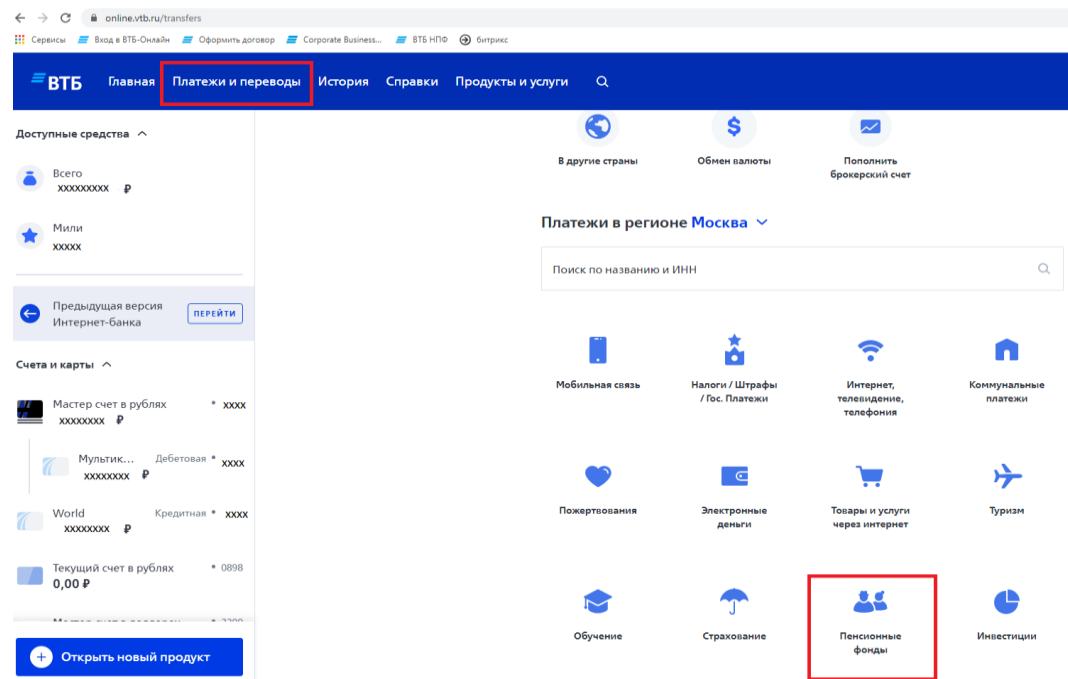 online.vtb.ru/transfers
Сервисы Вход в ВТБ-Онлайн Оформить договор Corporate Business... ВТБ НПФ битрикс
ВТБ Главная Платежи и переводы История Справки Продукты и услуги
Доступные средства
Всего
xxxxxxxxx ₽
Мили
xxxxx
Предыдущая версия
Интернет-банка
ПЕРЕЙТИ
Счета и карты
Мастер счет в рублях • xxxx
xxxxxxxx ₽
Мультик... Дебетовая • xxxx
xxxxxxxx ₽
World Кредитная • xxxx
xxxxxxxx ₽
Текущий счет в рублях • 0898
0,00 ₽
Открыть новый продукт
В другие страны
Обмен валюты
Пополнить
брокерский счет
Платежи в регионе Москва
Поиск по названию и ИНН
Мобильная связь
Налоги / Штрафы
/ Гос. Платежи
Интернет,
телевидение,
телефония
Коммунальные
платежи
Пожертвования
Электронные
деньги
Товары и услуги
через интернет
Туризм
Обучение
Страхование
Пенсионные
фонды
Инвестиции